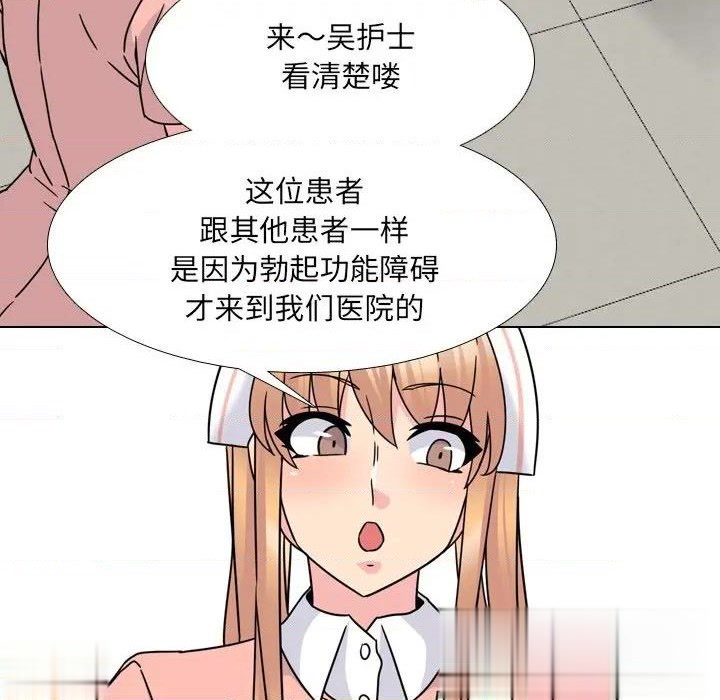 来～吴护士
看清楚喽
这位患者
跟其他患者一样
是因为勃起功能障碍
才来到我们医院的